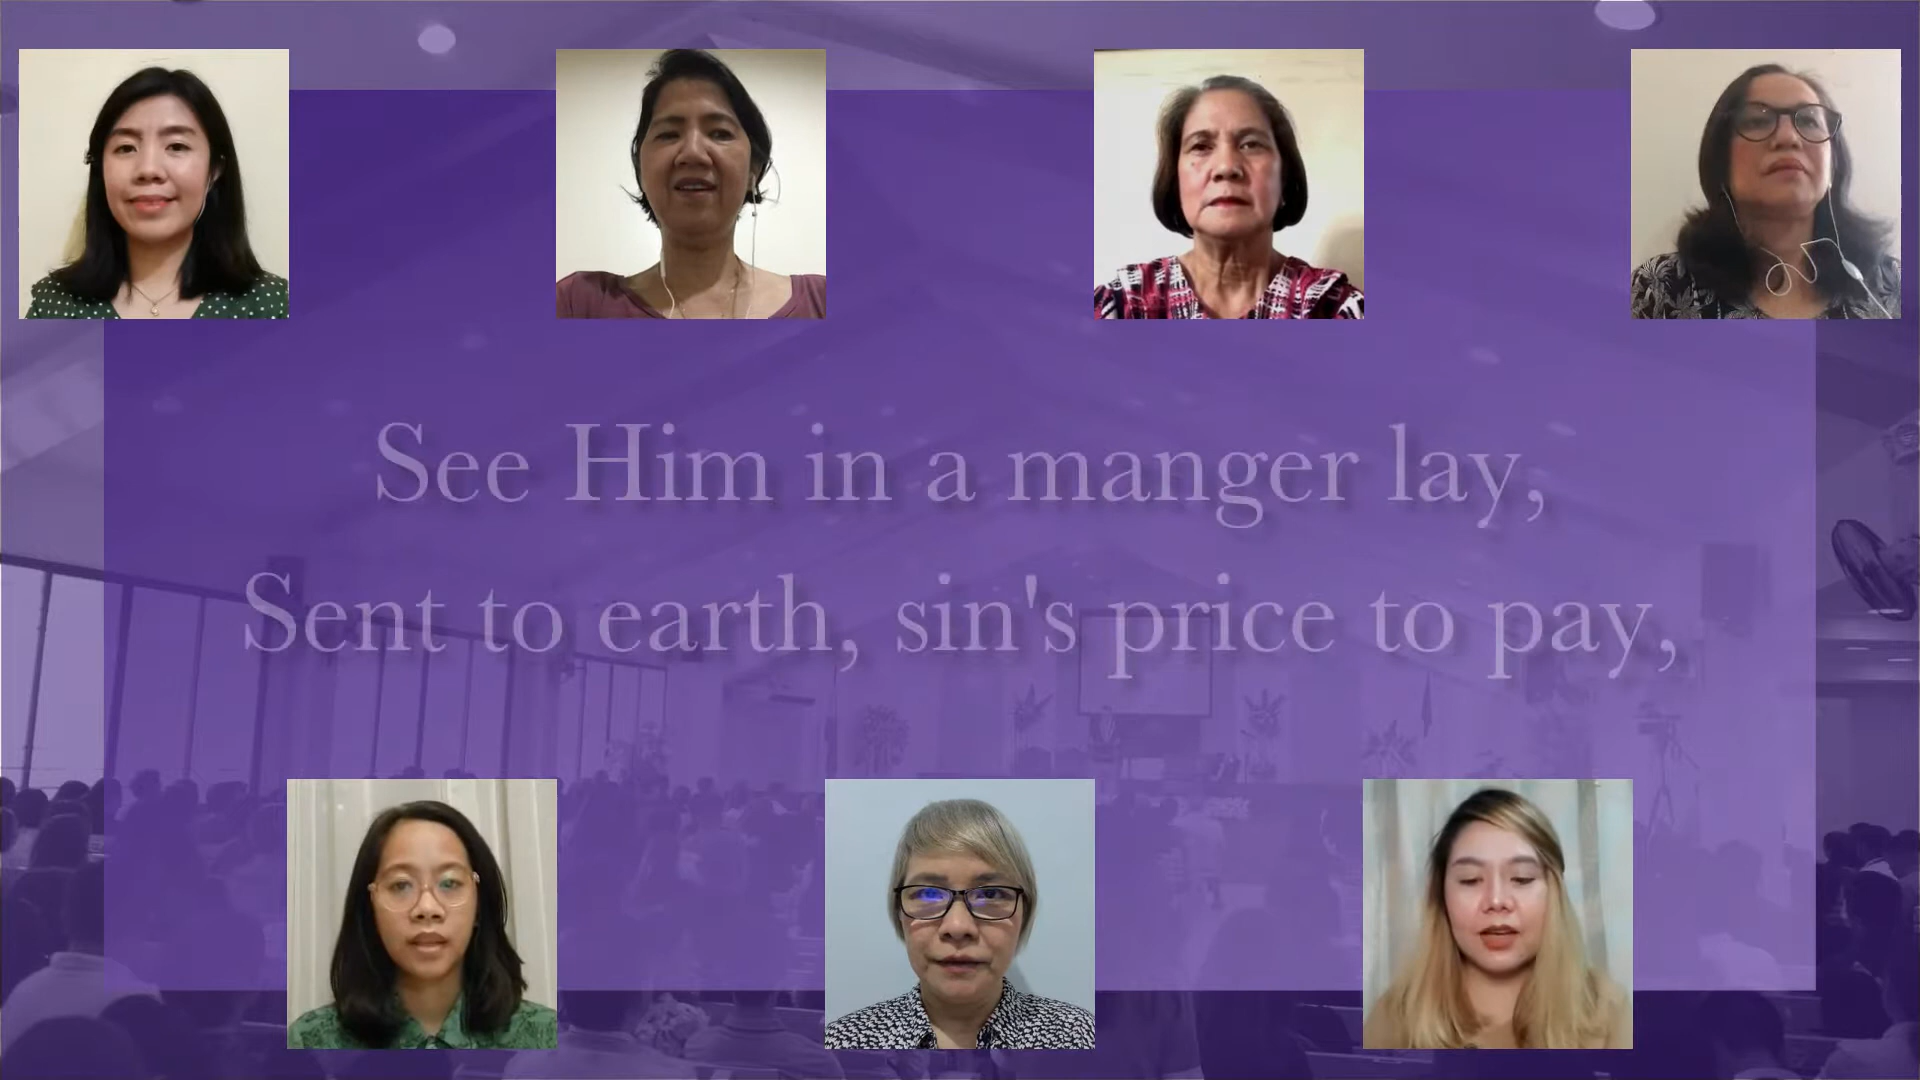 See Him in a manger lay,
Sent to earth, sin's price to pay,